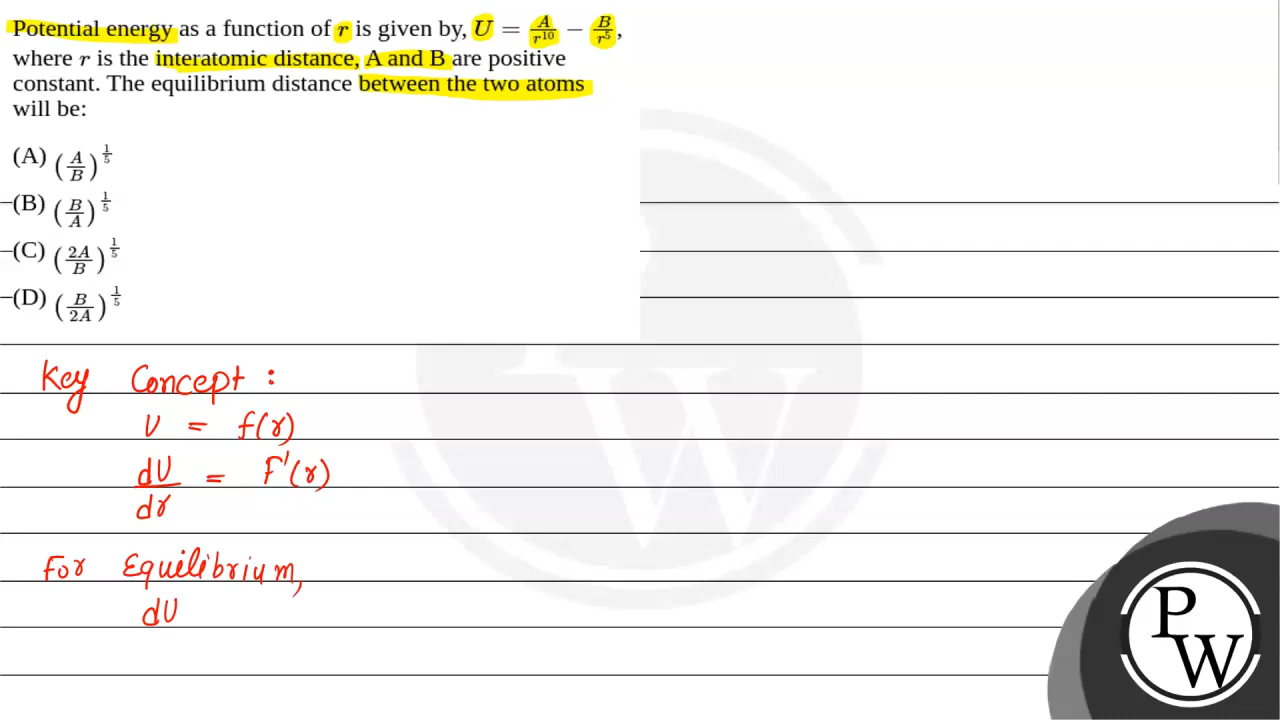 Potential energy as a function of r is given by, U = A/r^10 − B/r^5,
where r is the interatomic distance, A and B are positive
constant. The equilibrium distance between the two atoms
will be:
(A) (A/B)^1/5
(B) (B/A)^1/5
(C) (2A/B)^1/5
(D) (B/2A)^1/5
Key Concept :
U = f(r)
dU/dr = F'(r)
For Equilibrium,
dU
PW
PW